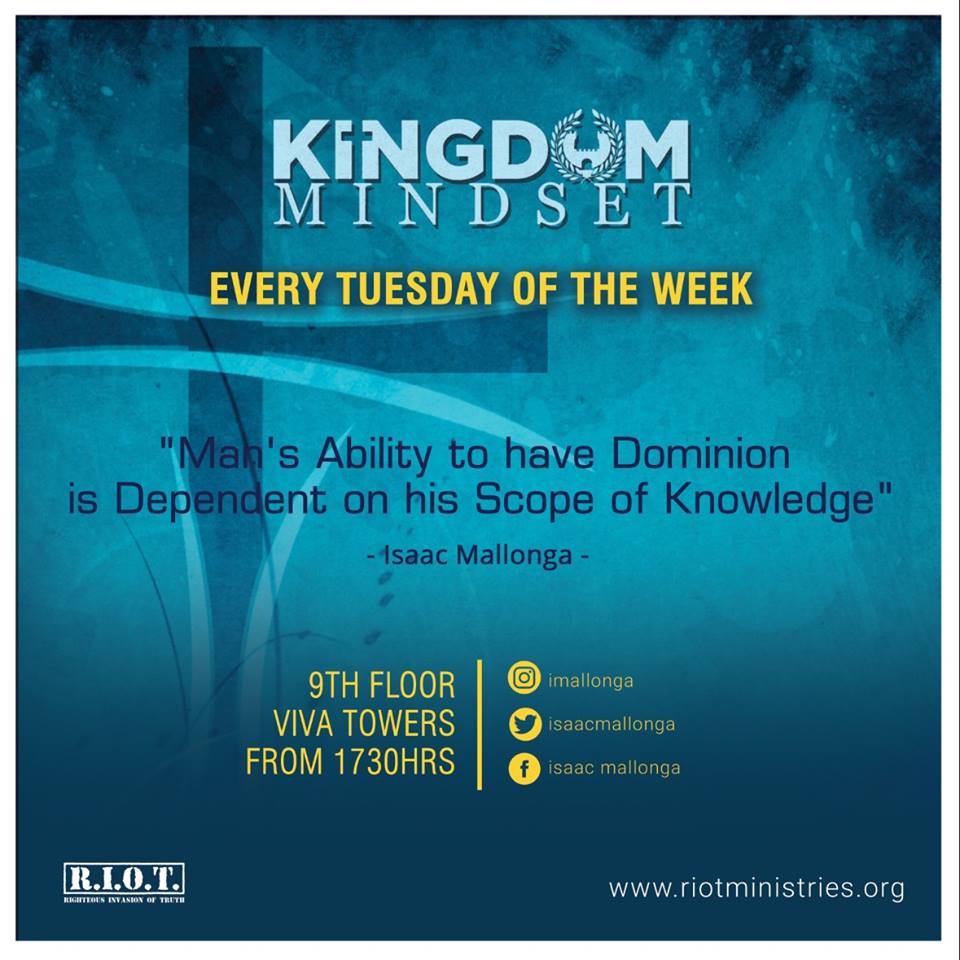 KINGDOM
MINDSET
EVERY TUESDAY OF THE WEEK
"Man's Ability to have Dominion
is Dependent on his Scope of Knowledge"
- Isaac Mallonga -
9TH FLOOR
VIVA TOWERS
FROM 1730HRS
imallonga
isaacmallonga
isaac mallonga
R.I.O.T.
RIGHTEOUS INVASION OF TRUTH
www.riotministries.org